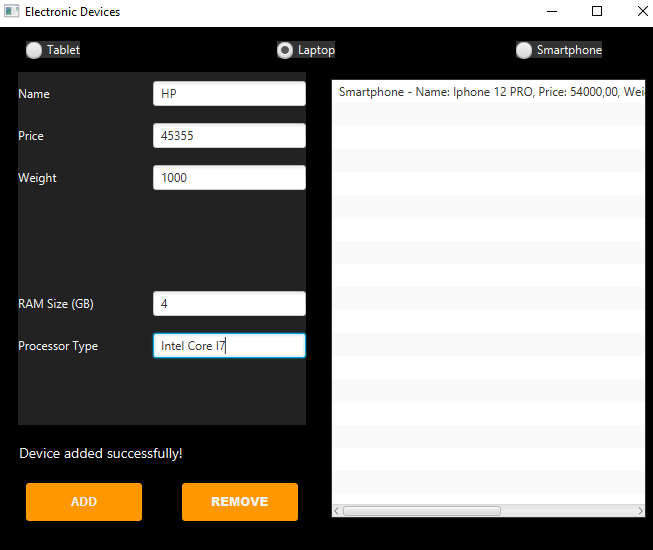 Electronic Devices
Tablet Laptop Smartphone
Name HP
Price 45355
Weight 1000
RAM Size (GB) 4
Processor Type Intel Core I7
Device added successfully!
ADD REMOVE
Smartphone - Name: Iphone 12 PRO, Price: 54000,00, Wei